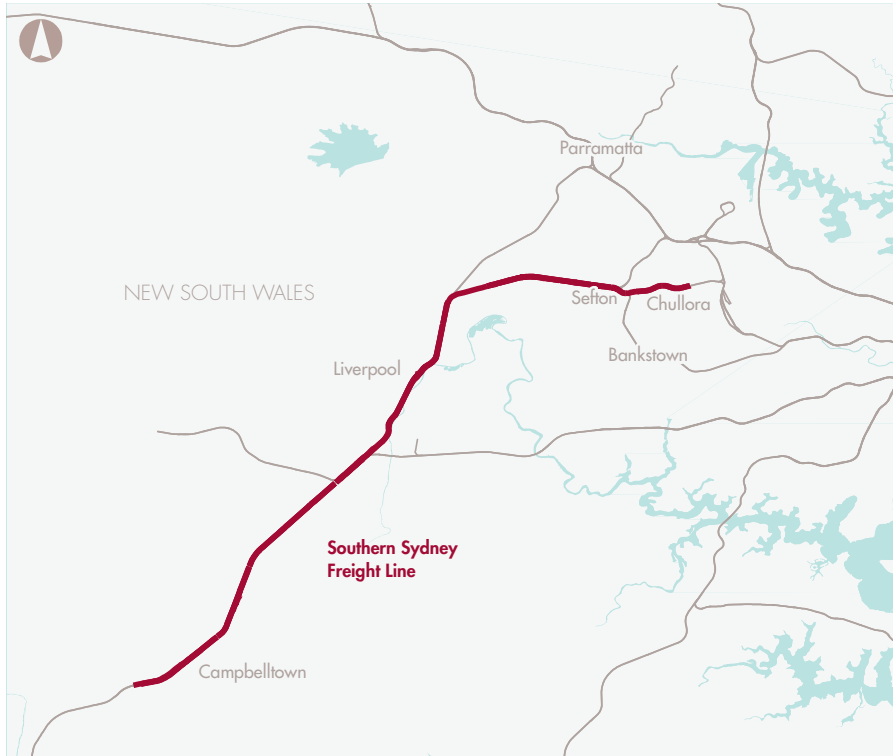 Parramatta
NEW SOUTH WALES
Sefton
Chullora
Bankstown
Liverpool
Southern Sydney
Freight Line
Campbelltown